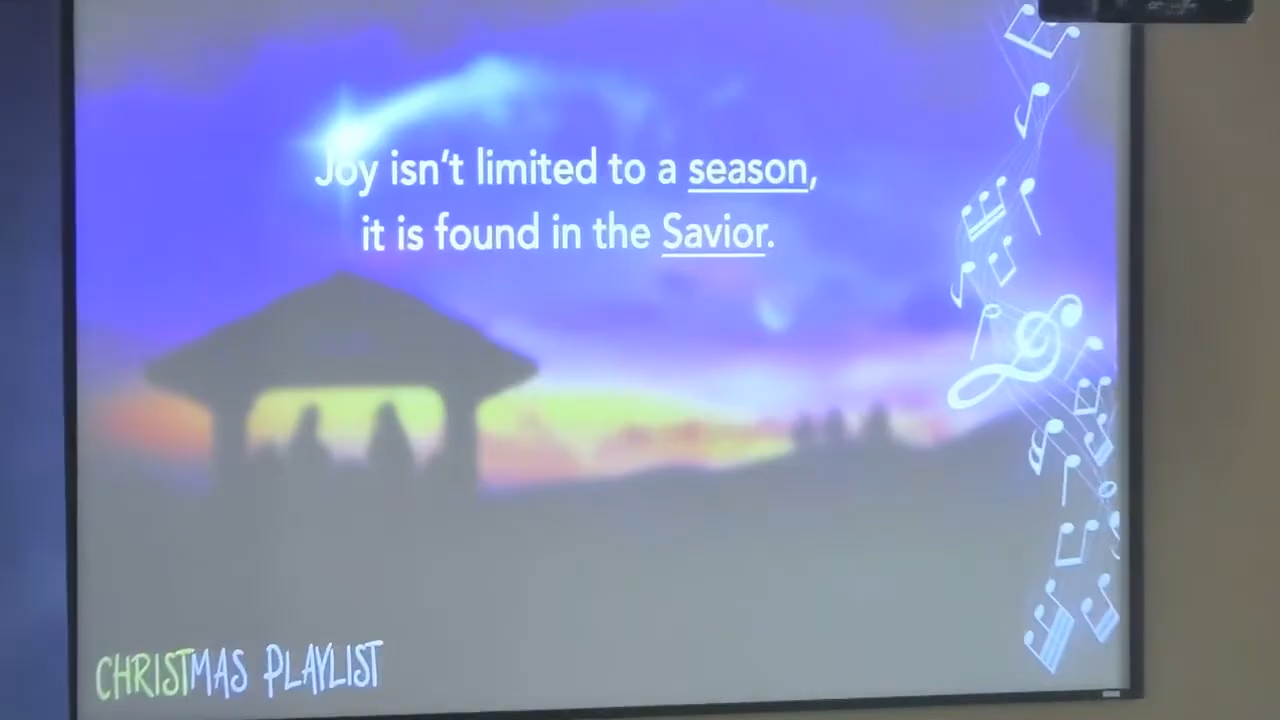 Joy isn't limited to a season,
it is found in the Savior.
CHRISTMAS PLAYLIST